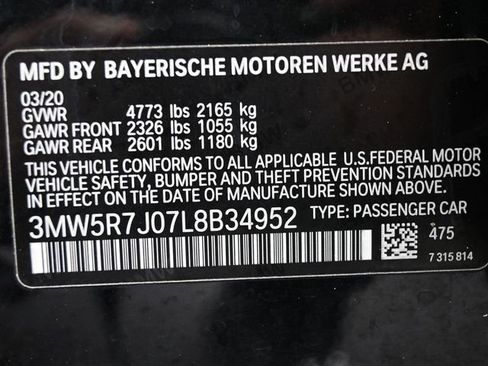 MFD BY BAYERISCHE MOTOREN WERKE AG
03/20
GVWR 4773 lbs 2165 kg
GAWR FRONT 2326 lbs 1055 kg
GAWR REAR 2601 lbs 1180 kg
THIS VEHICLE CONFORMS TO ALL APPLICABLE U.S.FEDERAL MOTOR
VEHICLE SAFETY, BUMPER AND THEFT PREVENTION STANDARDS
IN EFFECT ON THE DATE OF MANUFACTURE SHOWN ABOVE.
3MW5R7J07L8B34952 TYPE: PASSENGER CAR
475
7 315 814